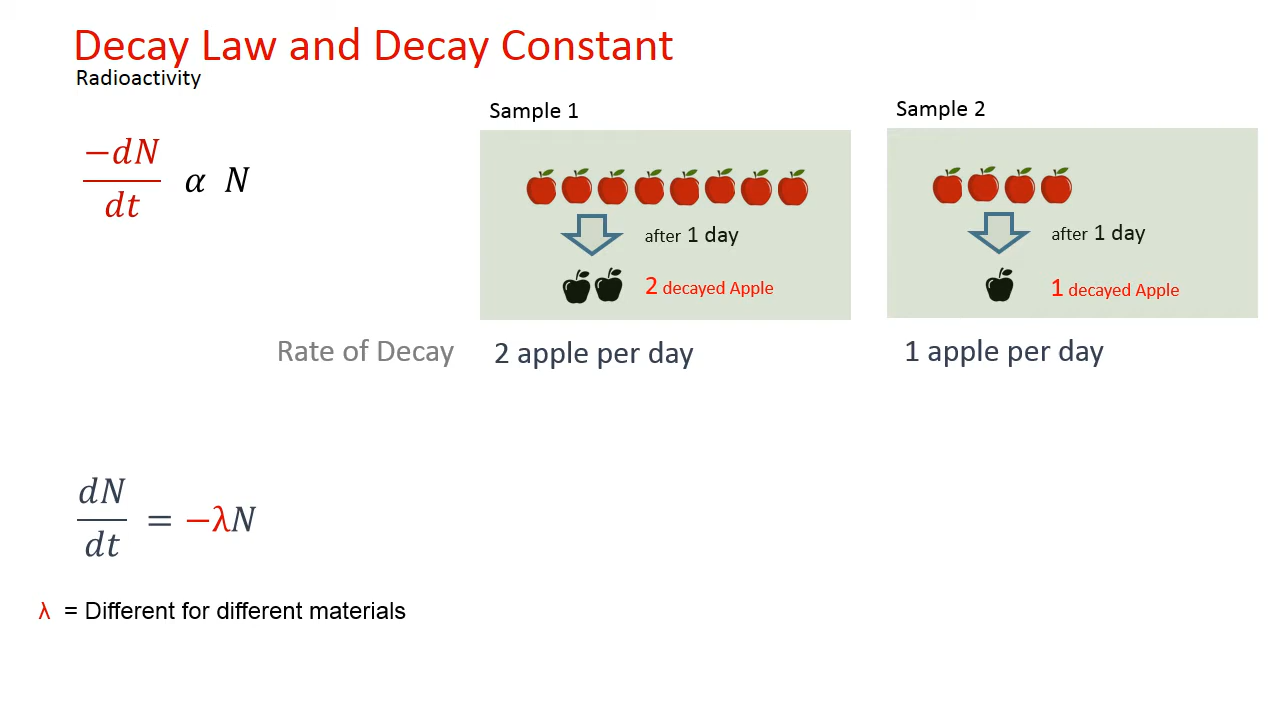 Decay Law and Decay Constant
Radioactivity
−dN/dt α N
Sample 1
after 1 day
2 decayed Apple
Sample 2
after 1 day
1 decayed Apple
Rate of Decay
2 apple per day
1 apple per day
dN/dt = −λN
λ = Different for different materials